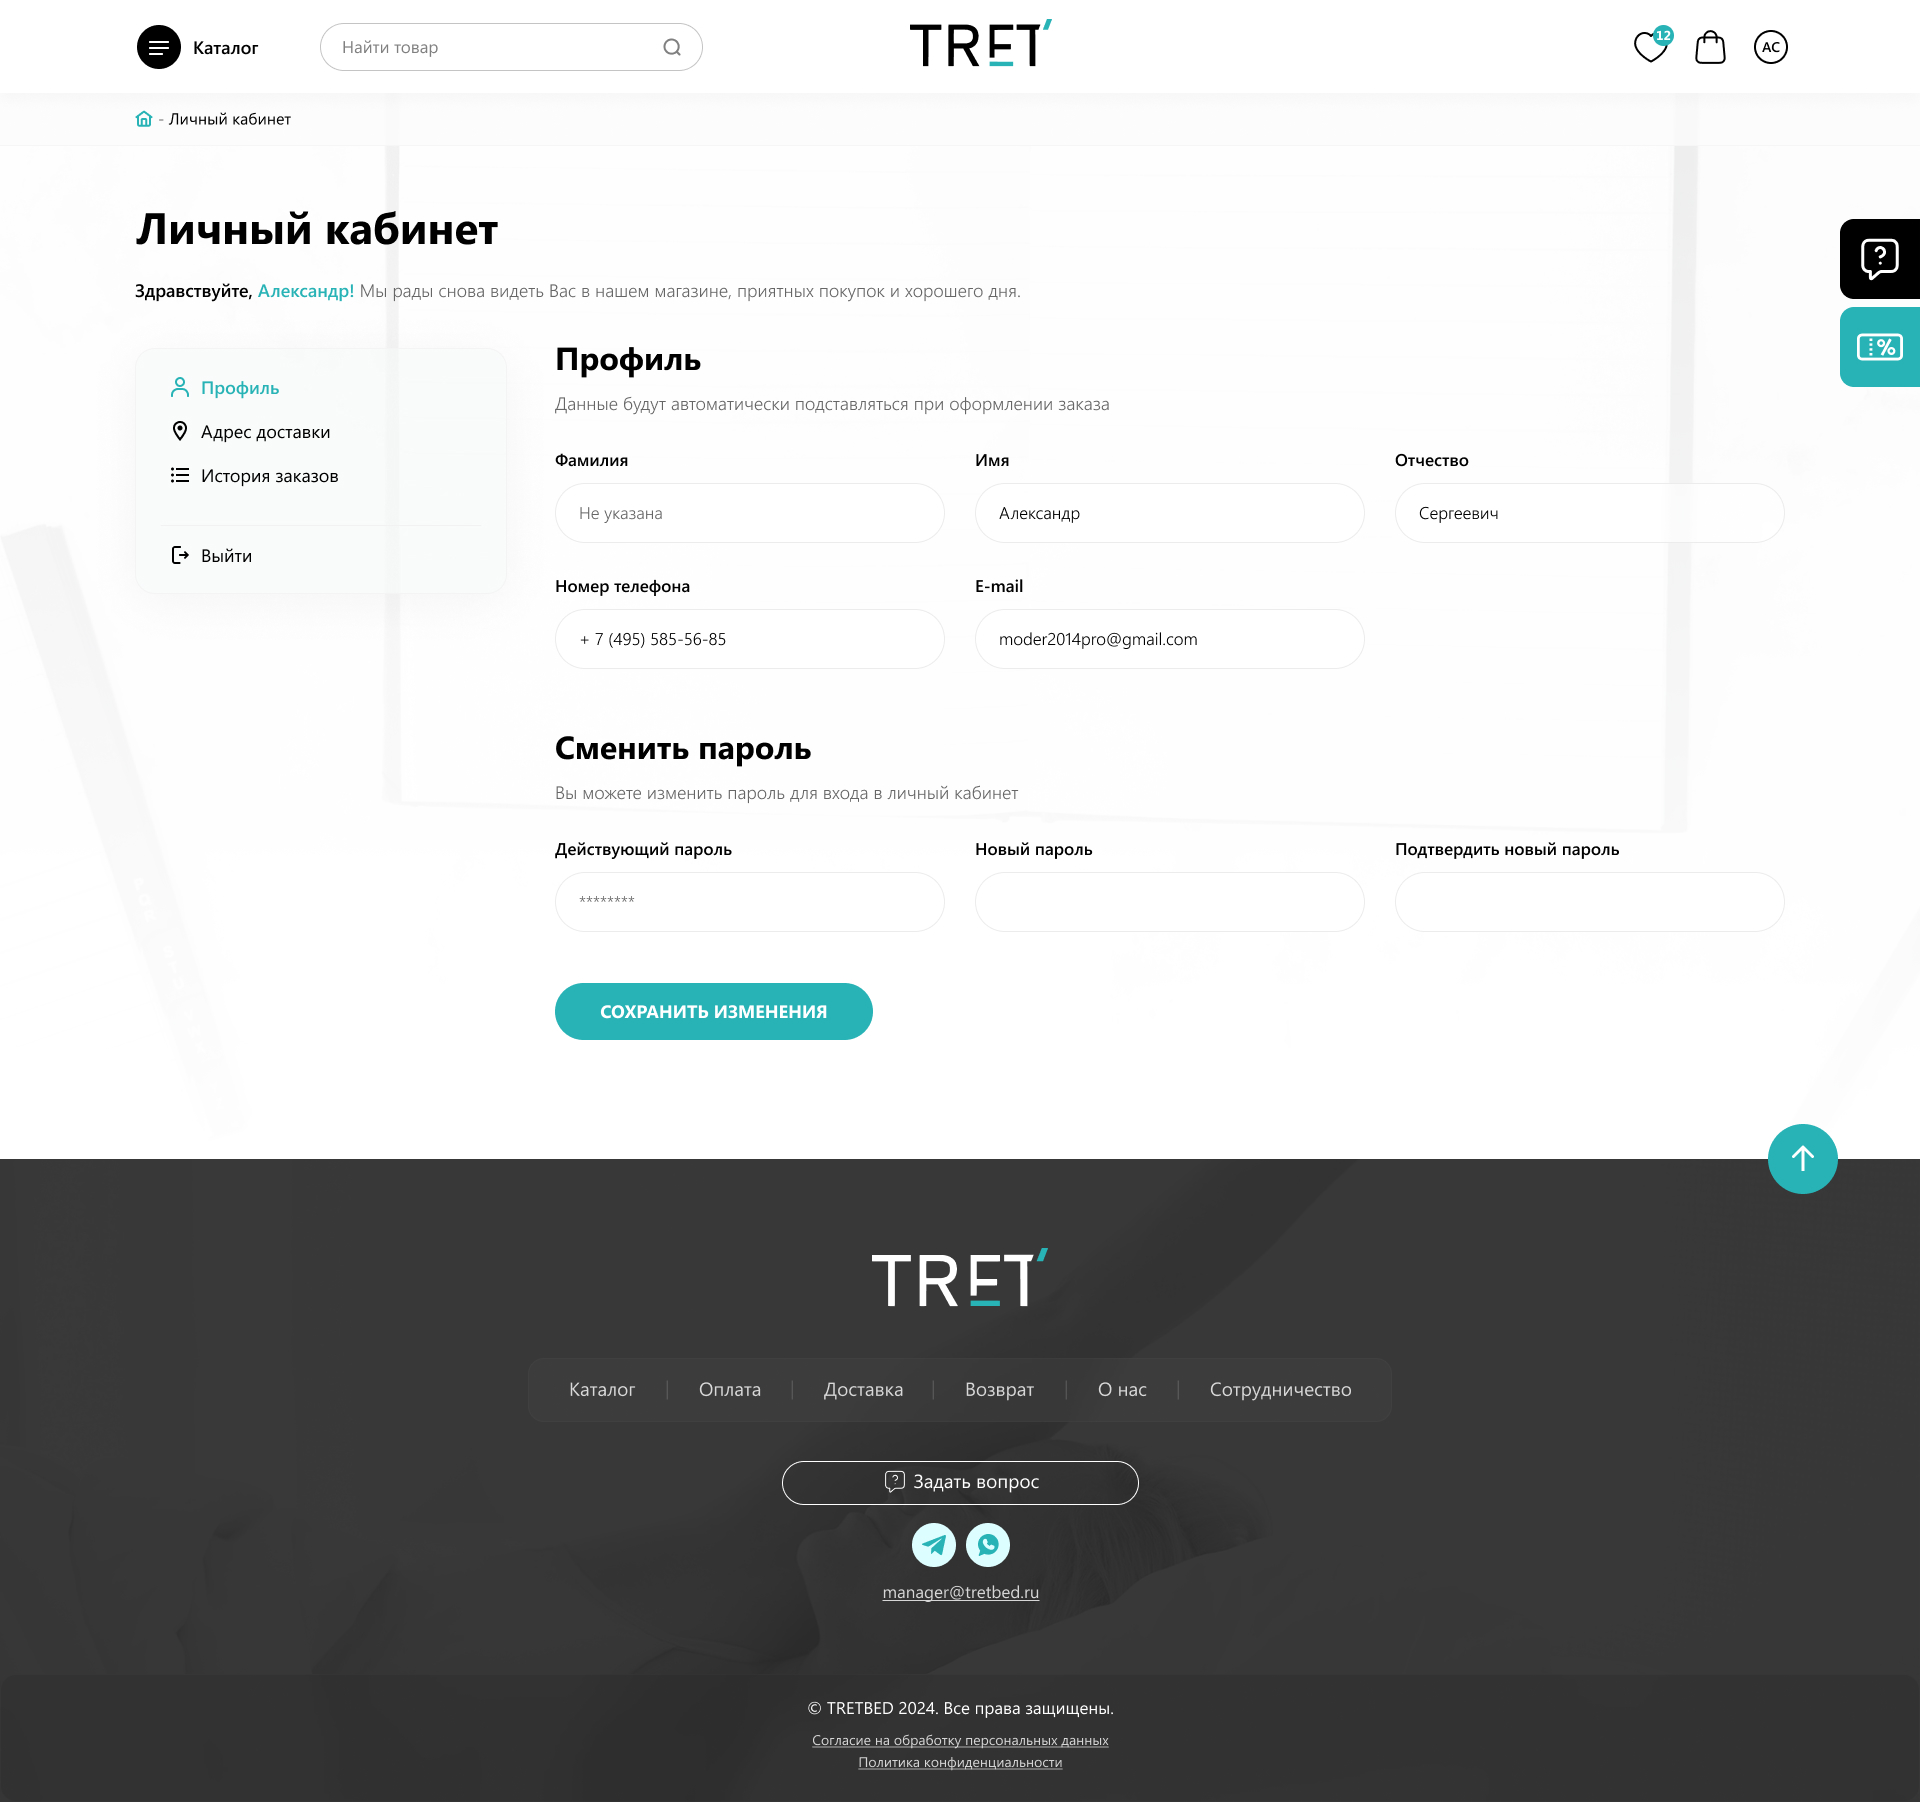 Каталог
Найти товар
TRET'
12
AC
- Личный кабинет
Личный кабинет
Здравствуйте, Александр! Мы рады снова видеть Вас в нашем магазине, приятных покупок и хорошего дня.
Профиль
Адрес доставки
История заказов
Выйти
Профиль
Данные будут автоматически подставляться при оформлении заказа
Фамилия
Имя
Отчество
Не указана
Александр
Сергеевич
Номер телефона
E-mail
+ 7 (495) 585-56-85
moder2014pro@gmail.com
Сменить пароль
Вы можете изменить пароль для входа в личный кабинет
Действующий пароль
Новый пароль
Подтвердить новый пароль
********
СОХРАНИТЬ ИЗМЕНЕНИЯ
TRET'
Каталог | Оплата | Доставка | Возврат | О нас | Сотрудничество
Задать вопрос
manager@tretbed.ru
© TRETBED 2024. Все права защищены.
Согласие на обработку персональных данных
Политика конфиденциальности